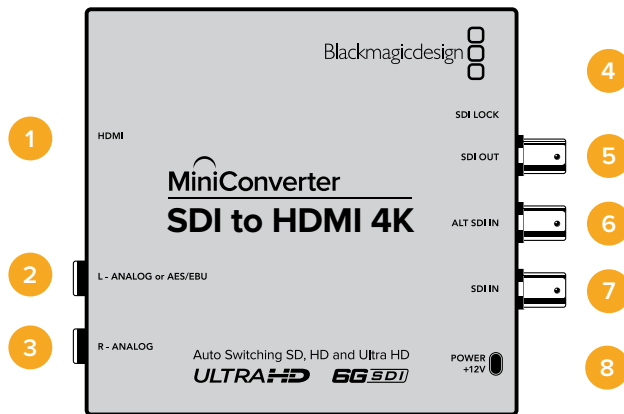 Blackmagicdesign
4
SDI LOCK
1
HDMI
SDI OUT
5
MiniConverter
SDI to HDMI 4K
ALT SDI IN
6
2
L - ANALOG or AES/EBU
SDI IN
7
3
R - ANALOG
Auto Switching SD, HD and Ultra HD
ULTRAHD 6G SDI
POWER
+12V
8